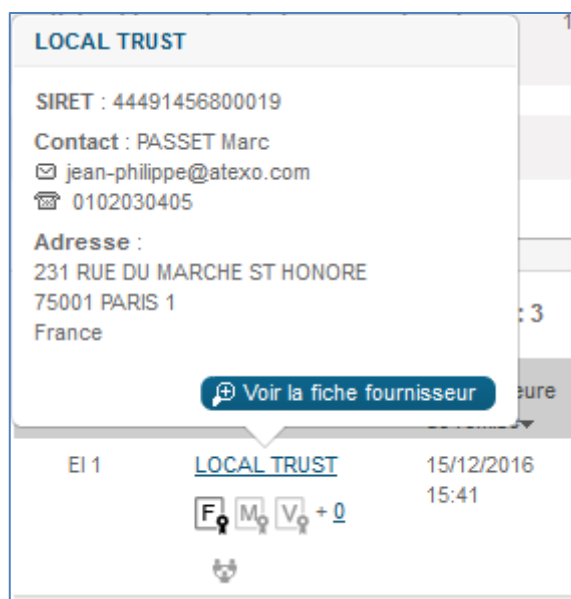 1
LOCAL TRUST
SIRET : 44491456800019
Contact : PASSET Marc
jean-philippe@atexo.com
0102030405
Adresse :
231 RUE DU MARCHE ST HONORE
75001 PARIS 1
France
: 3
Voir la fiche fournisseur
eure
El 1 LOCAL TRUST 15/12/2016
15:41
F M V + 0